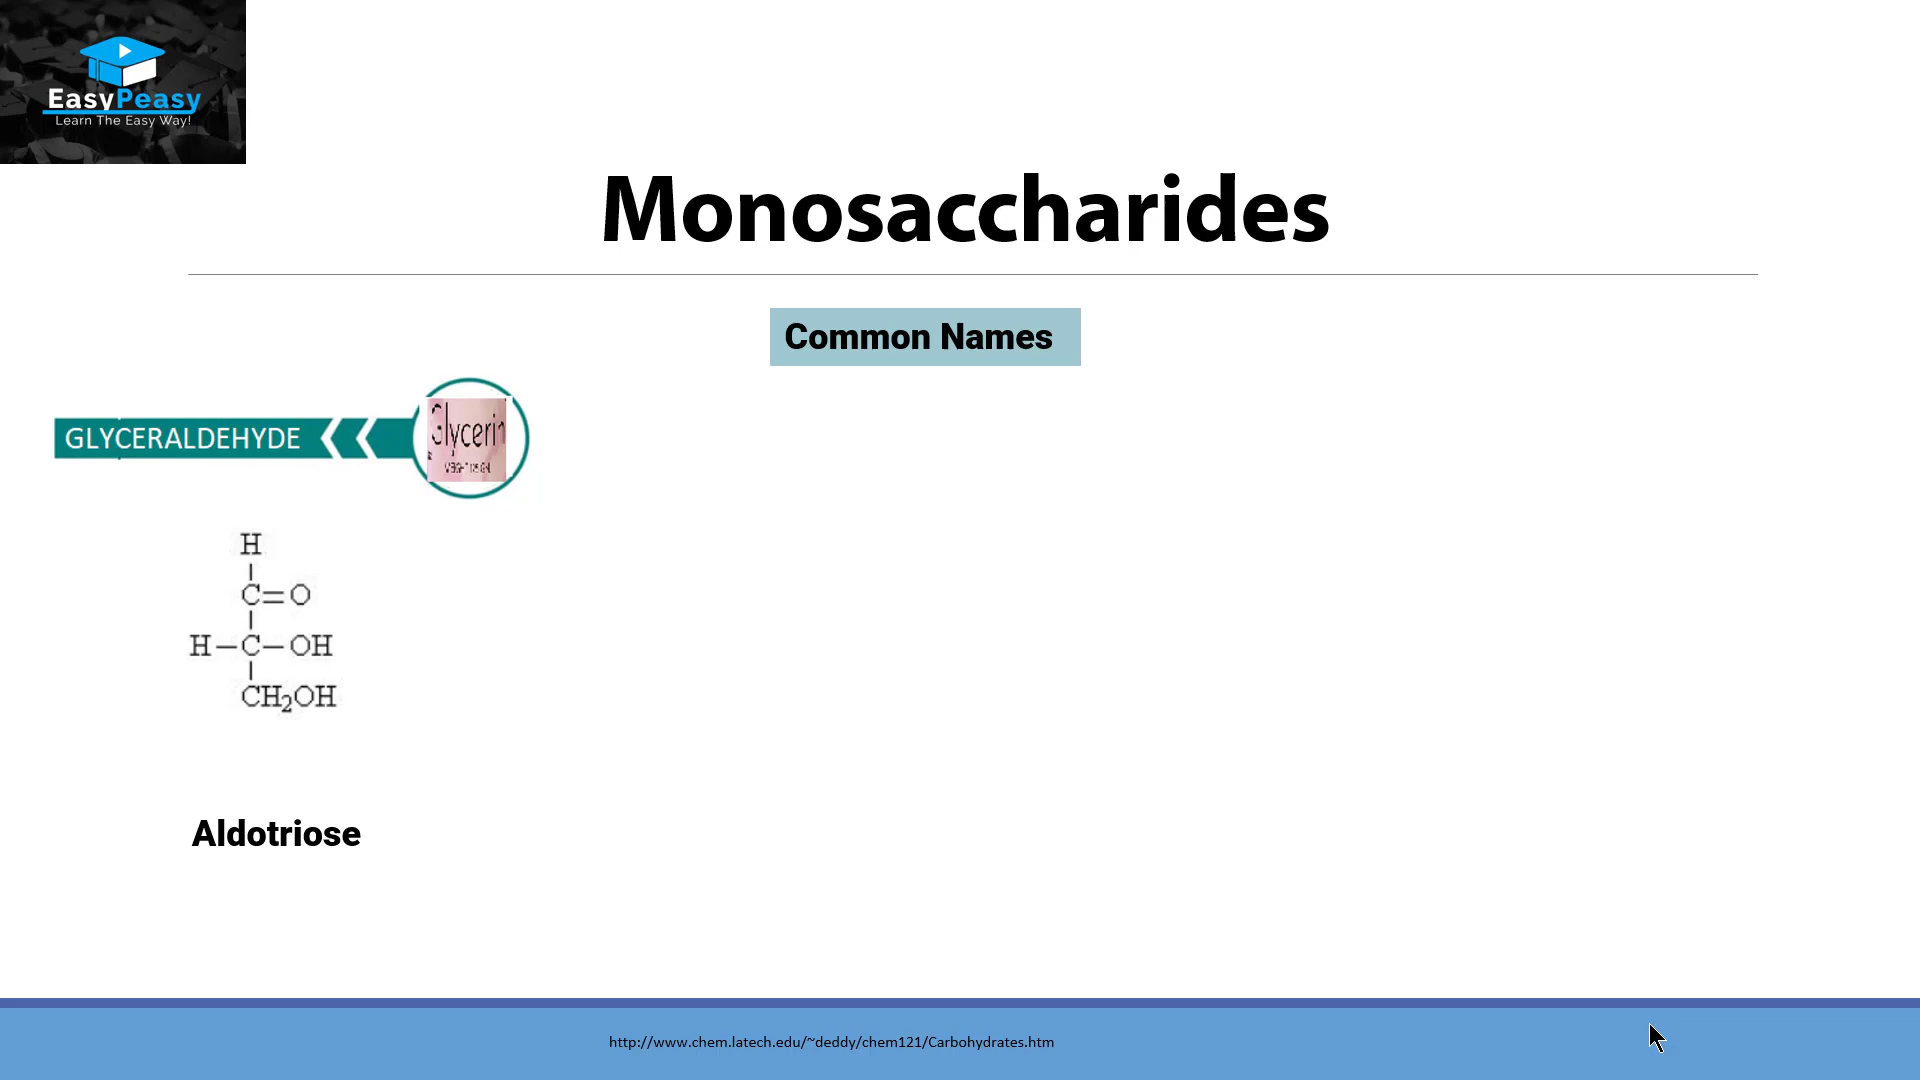 EasyPeasy
Learn The Easy Way!
Monosaccharides
Common Names
GLYCERALDEHYDE
Glycerin
H
C=O
H-C-OH
CH₂OH
Aldotriose
http://www.chem.latech.edu/~deddy/chem121/Carbohydrates.htm